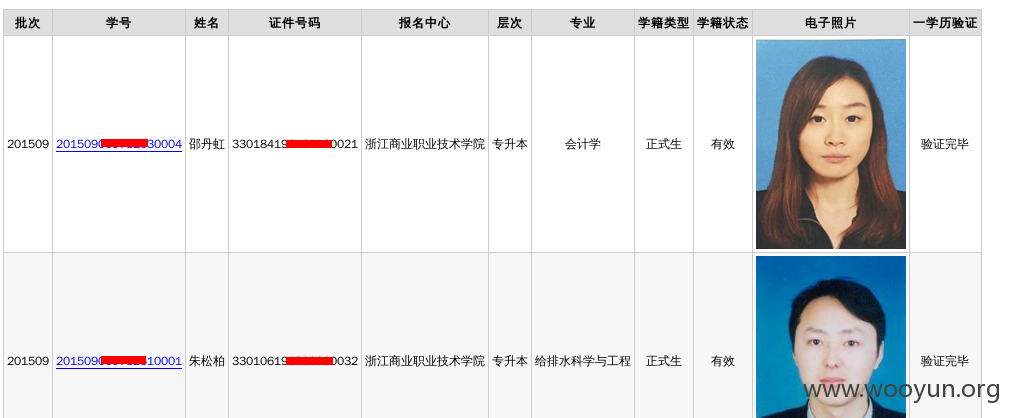 批次 学号 姓名 证件号码 报名中心 层次 专业 学籍类型 学籍状态 电子照片 一学历验证
201509 201509 30004 邵丹虹 33018419 0021 浙江商业职业技术学院 专升本 会计学 正式生 有效 验证完毕
201509 201509 10001 朱松柏 33010619 0032 浙江商业职业技术学院 专升本 给排水科学与工程 正式生 有效 验证完毕
www.wooyun.org